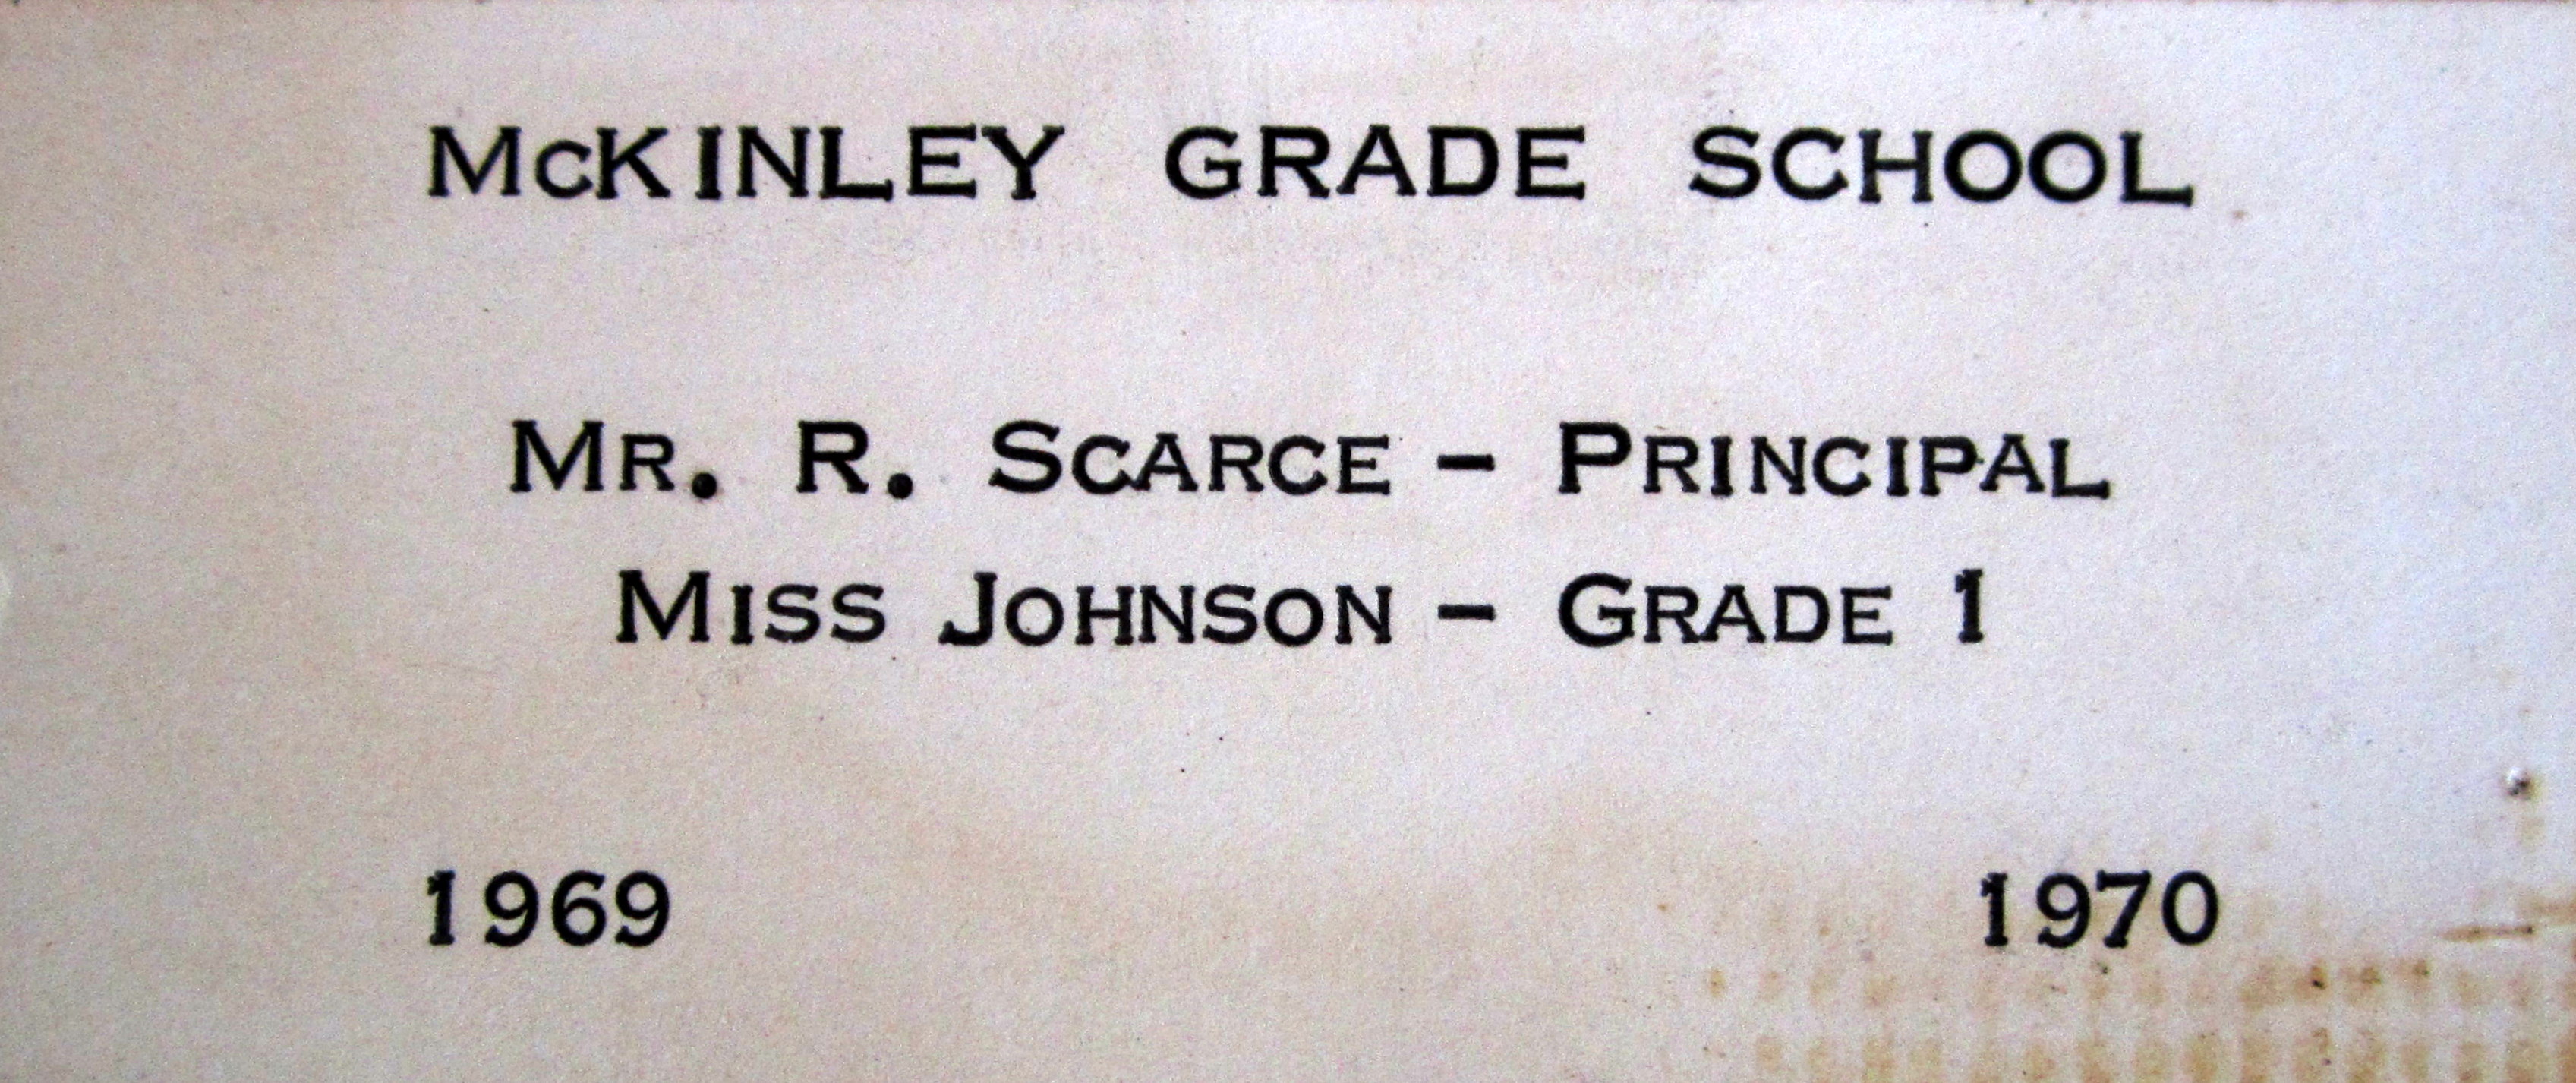 McKINLEY GRADE SCHOOL
MR. R. SCARCE – PRINCIPAL
MISS JOHNSON – GRADE 1
1969 1970